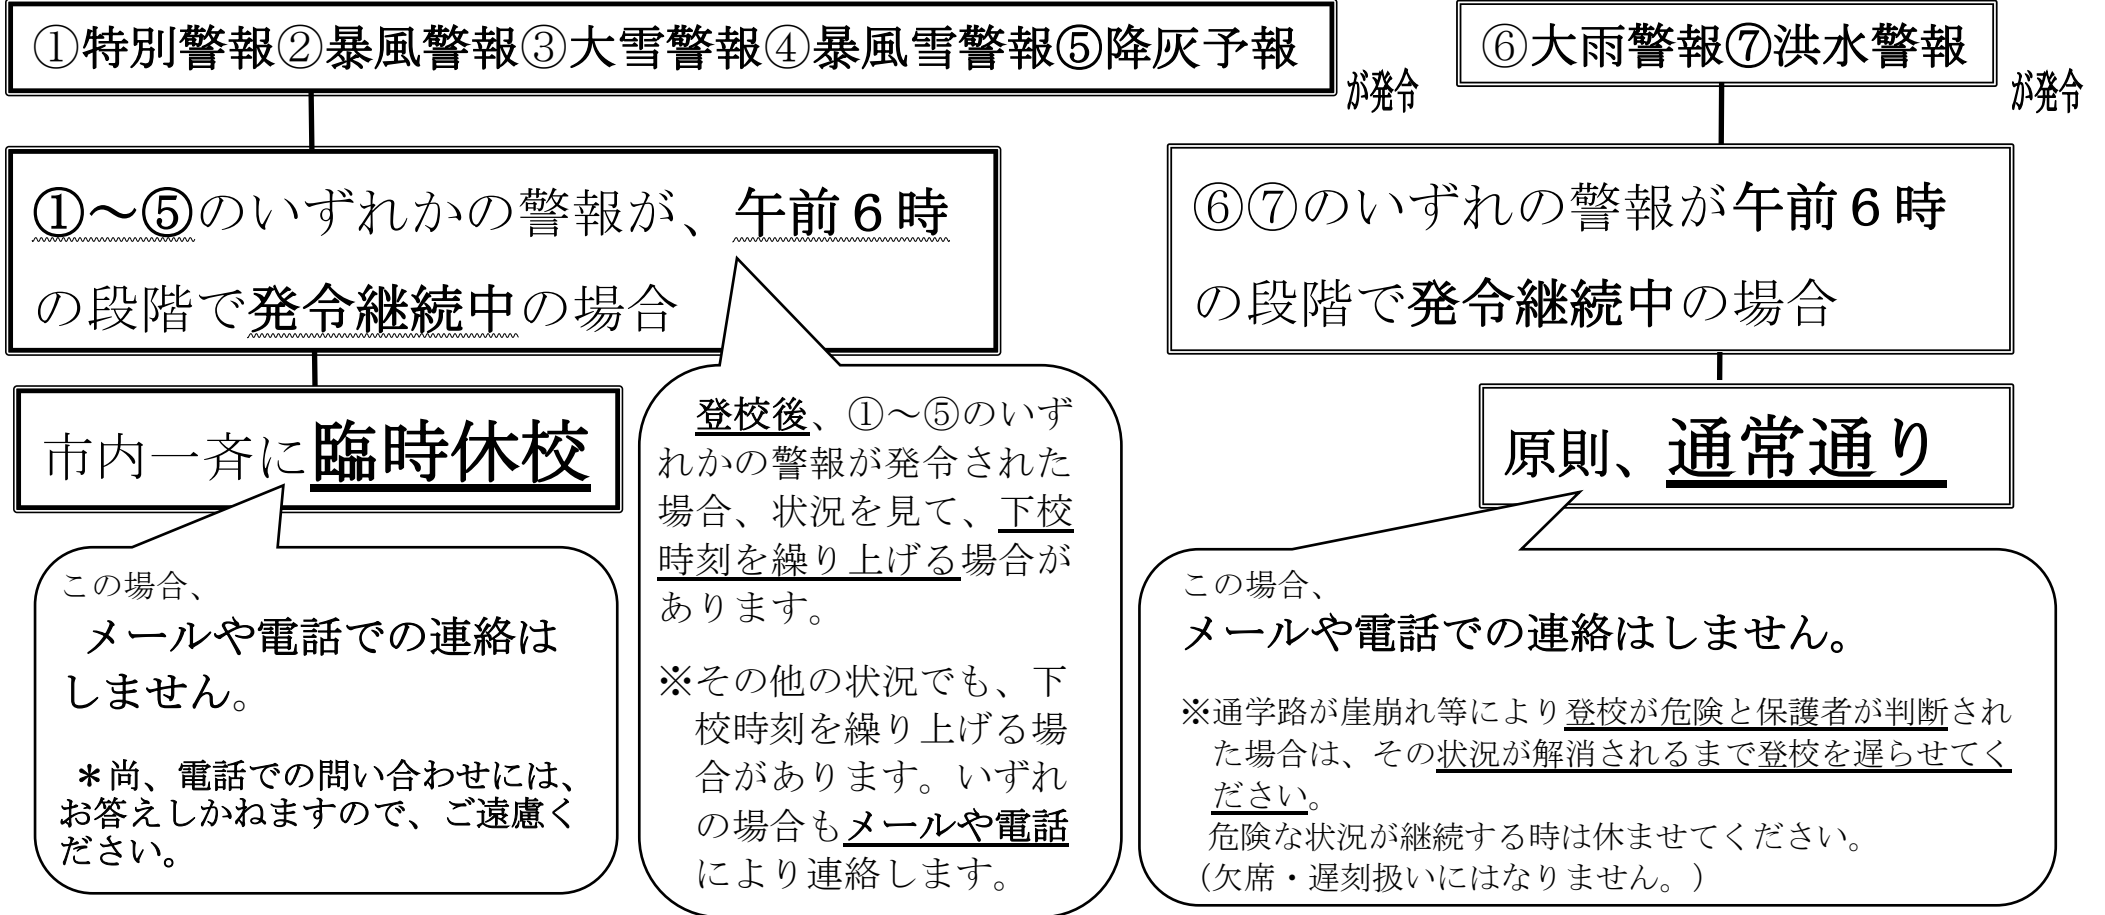 ①特別警報②暴風警報③大雪警報④暴風雪警報⑤降灰予報
が発令
①～⑤のいずれかの警報が、午前６時
の段階で発令継続中の場合
市内一斉に臨時休校
この場合、
メールや電話での連絡は
しません。
＊尚、電話での問い合わせには、
お答えしかねますので、ご遠慮く
ださい。
登校後、①～⑤のいず
れかの警報が発令された
場合、状況を見て、下校
時刻を繰り上げる場合が
あります。
※その他の状況でも、下
校時刻を繰り上げる場
合があります。いずれ
の場合もメールや電話
により連絡します。
⑥大雨警報⑦洪水警報
が発令
⑥⑦のいずれの警報が午前６時
の段階で発令継続中の場合
原則、通常通り
この場合、
メールや電話での連絡はしません。
※通学路が崖崩れ等により登校が危険と保護者が判断され
た場合は、その状況が解消されるまで登校を遅らせてく
ださい。
危険な状況が継続する時は休ませてください。
（欠席・遅刻扱いにはなりません。）